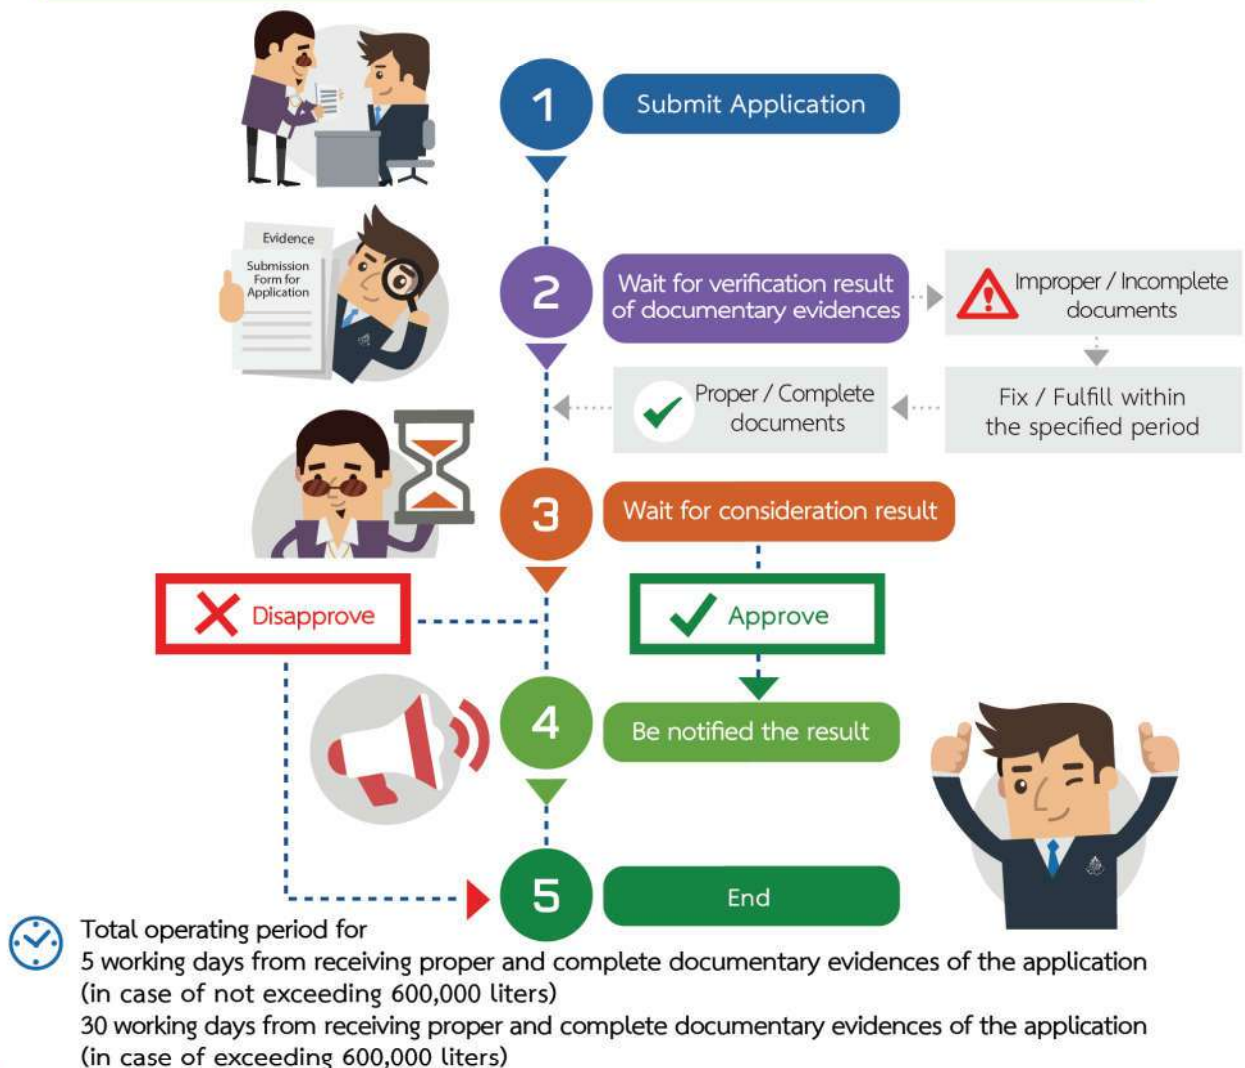 1
Submit Application
Evidence
Submission
Form for
Application
2
Wait for verification result
of documentary evidences
Improper / Incomplete
documents
Proper / Complete
documents
Fix / Fulfill within
the specified period
3
Wait for consideration result
Disapprove
Approve
4
Be notified the result
5
End
Total operating period for
5 working days from receiving proper and complete documentary evidences of the application
(in case of not exceeding 600,000 liters)
30 working days from receiving proper and complete documentary evidences of the application
(in case of exceeding 600,000 liters)